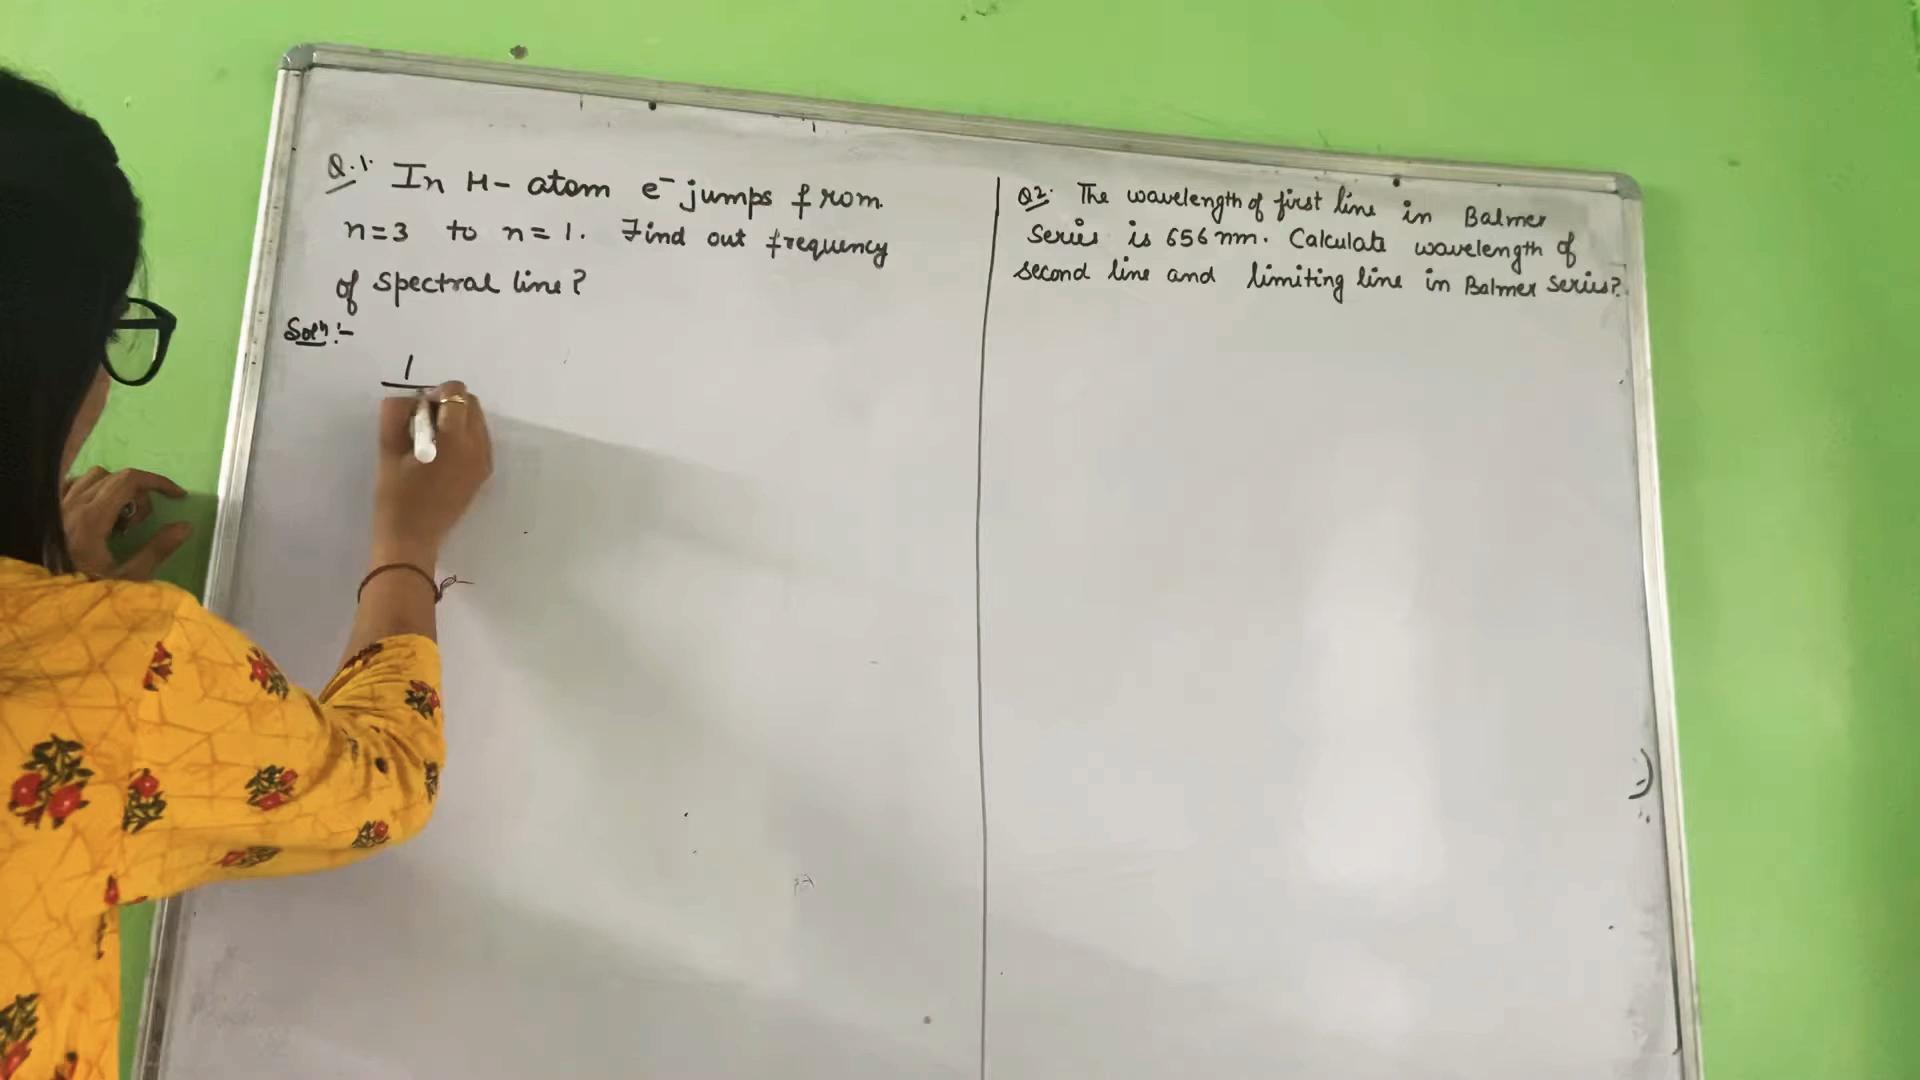 Q.1. In H- atom e⁻ jumps from
n=3 to n=1. Find out frequency
of spectral line?
Solⁿ:-
1
Q2. The wavelength of first line in Balmer
Series is 656 nm. Calculate wavelength of
second line and limiting line in Balmer Series?